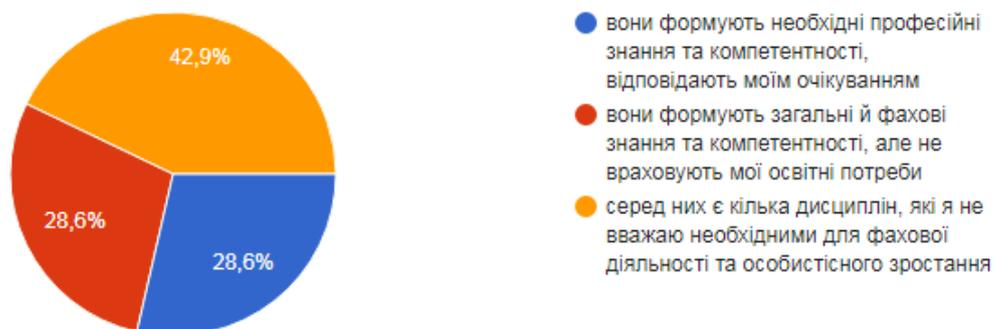 42,9%
28,6%
28,6%
вони формують необхідні професійні
знання та компетентності,
відповідають моїм очікуванням
вони формують загальні й фахові
знання та компетентності, але не
враховують мої освітні потреби
серед них є кілька дисциплін, які я не
вважаю необхідними для фахової
діяльності та особистісного зростання